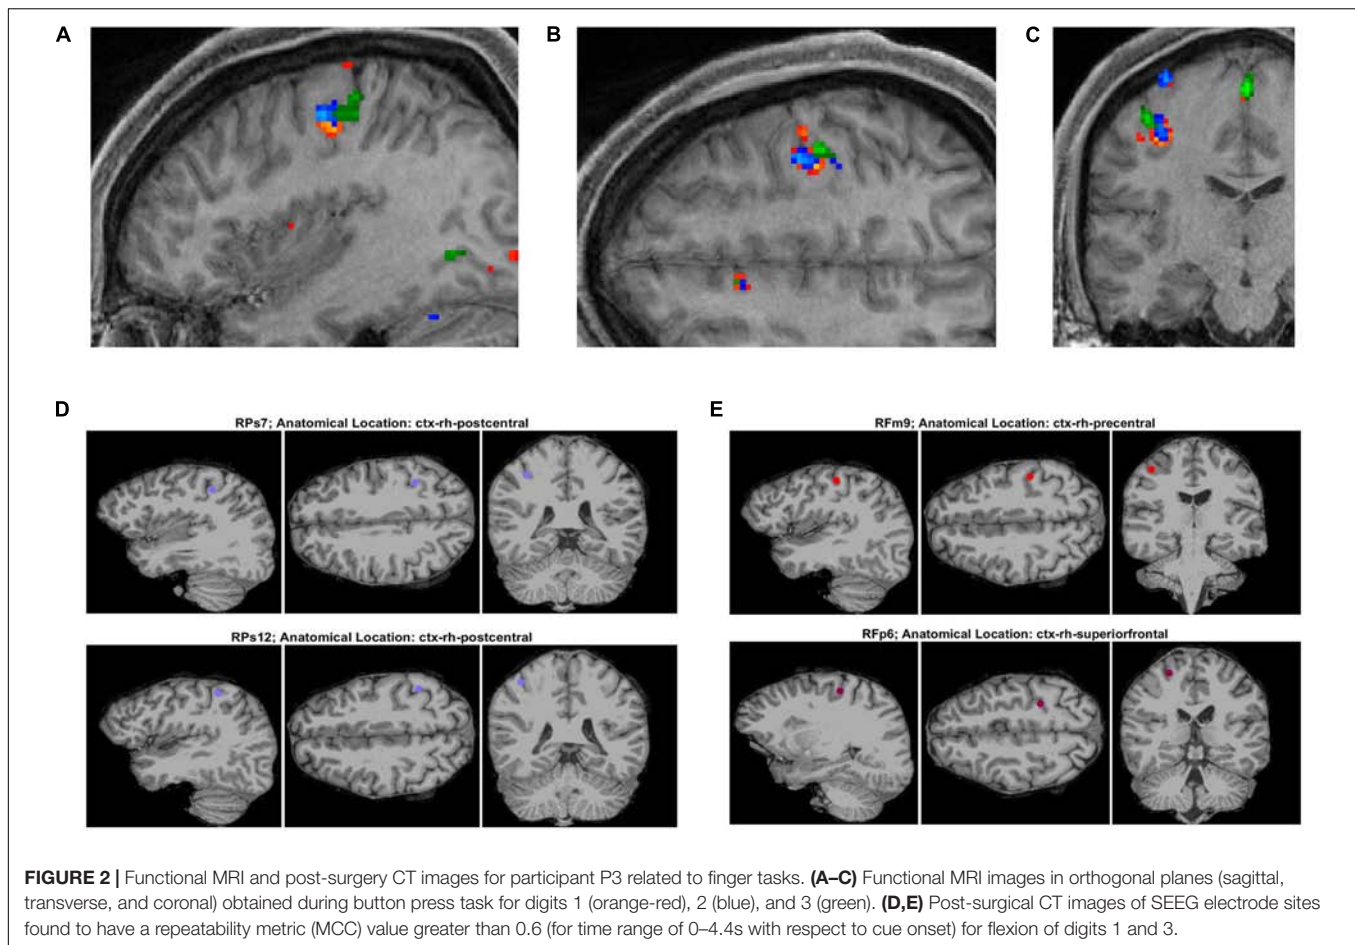 A
B
C
D
E
RPs7; Anatomical Location: ctx-rh-postcentral
RFm9; Anatomical Location: ctx-rh-precentral
RPs12; Anatomical Location: ctx-rh-postcentral
RFp6; Anatomical Location: ctx-rh-superiorfrontal
FIGURE 2 | Functional MRI and post-surgery CT images for participant P3 related to finger tasks. (A–C) Functional MRI images in orthogonal planes (sagittal,
transverse, and coronal) obtained during button press task for digits 1 (orange-red), 2 (blue), and 3 (green). (D,E) Post-surgical CT images of SEEG electrode sites
found to have a repeatability metric (MCC) value greater than 0.6 (for time range of 0–4.4s with respect to cue onset) for flexion of digits 1 and 3.